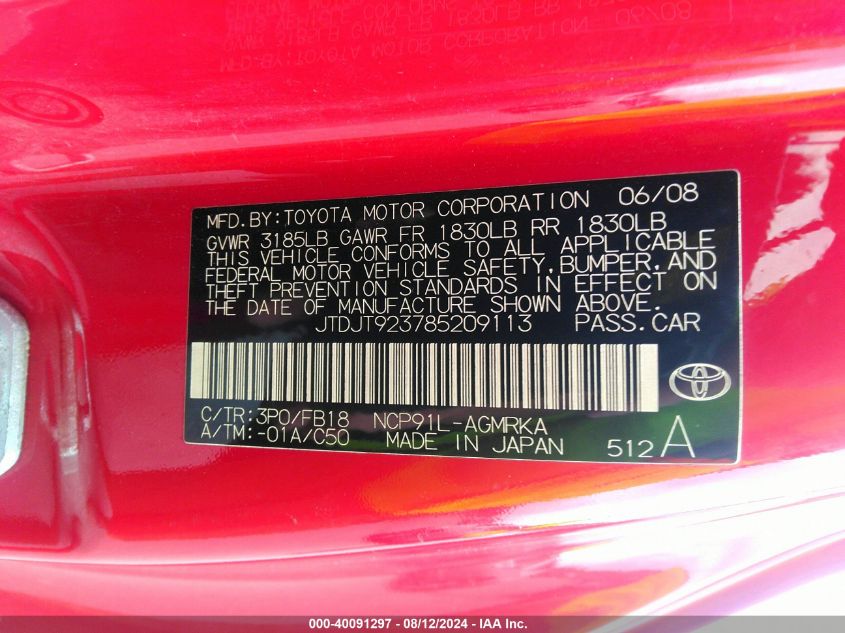 MFD.BY:TOYOTA MOTOR CORPORATION 06/08
GVWR 3185LB GAWR FR 1830LB RR 1830LB
THIS VEHICLE CONFORMS TO ALL APPLICABLE
FEDERAL MOTOR VEHICLE SAFETY,BUMPER,AND
THEFT PREVENTION STANDARDS IN EFFECT ON
THE DATE OF MANUFACTURE SHOWN ABOVE.
JTDJT923785209113 PASS.CAR
C/TR:3P0/FB18 NCP91L-AGMRKA
A/TM:-01A/C50 MADE IN JAPAN 512A
000-40091297 - 08/12/2024 - IAA Inc.